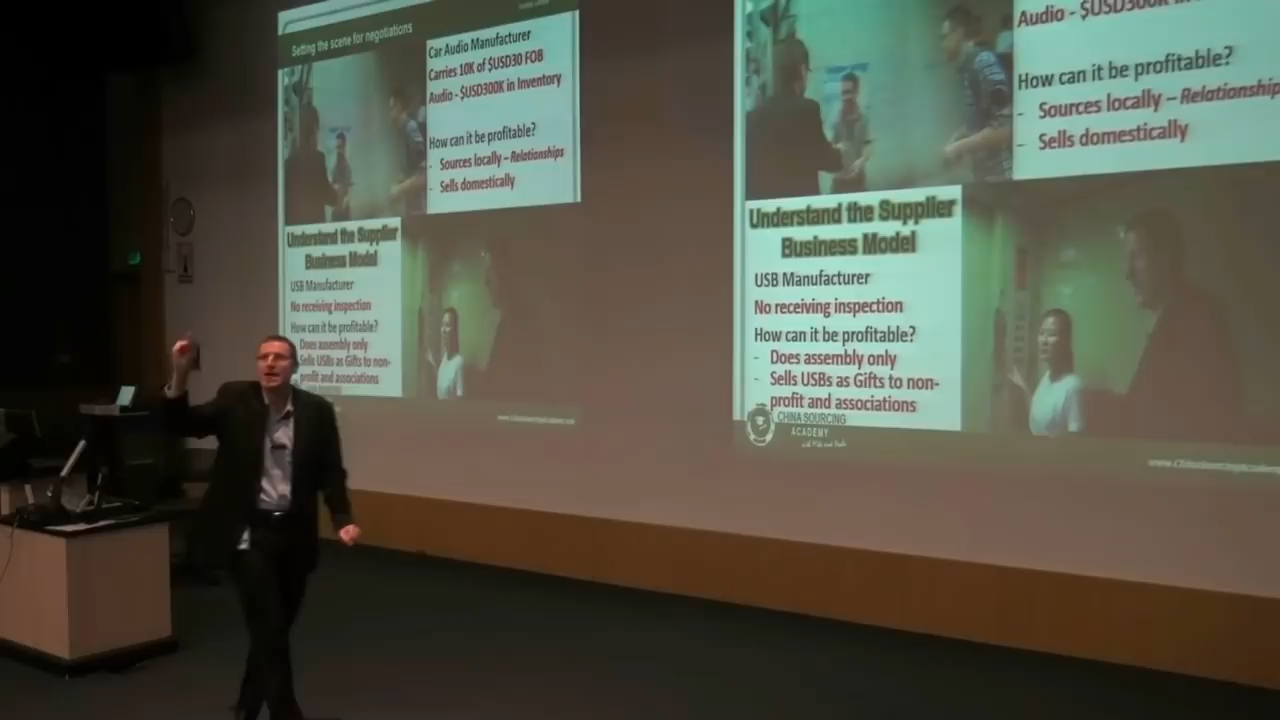 Setting the scene for negotiations
Car Audio Manufacturer
Carries 10K of $USD30 FOB
Audio - $USD300K in Inventory
How can it be profitable?
- Sources locally – Relationships
- Sells domestically
Understand the Supplier
Business Model
USB Manufacturer
No receiving inspection
How can it be profitable?
Does assembly only
Sells USBs as Gifts to non-
profit and associations
Audio - $USD300K in
How can it be profitable?
- Sources locally – Relationship
- Sells domestically
Understand the Supplier
Business Model
USB Manufacturer
No receiving inspection
How can it be profitable?
- Does assembly only
- Sells USBs as Gifts to non-
profit and associations
CHINA SOURCING
ACADEMY